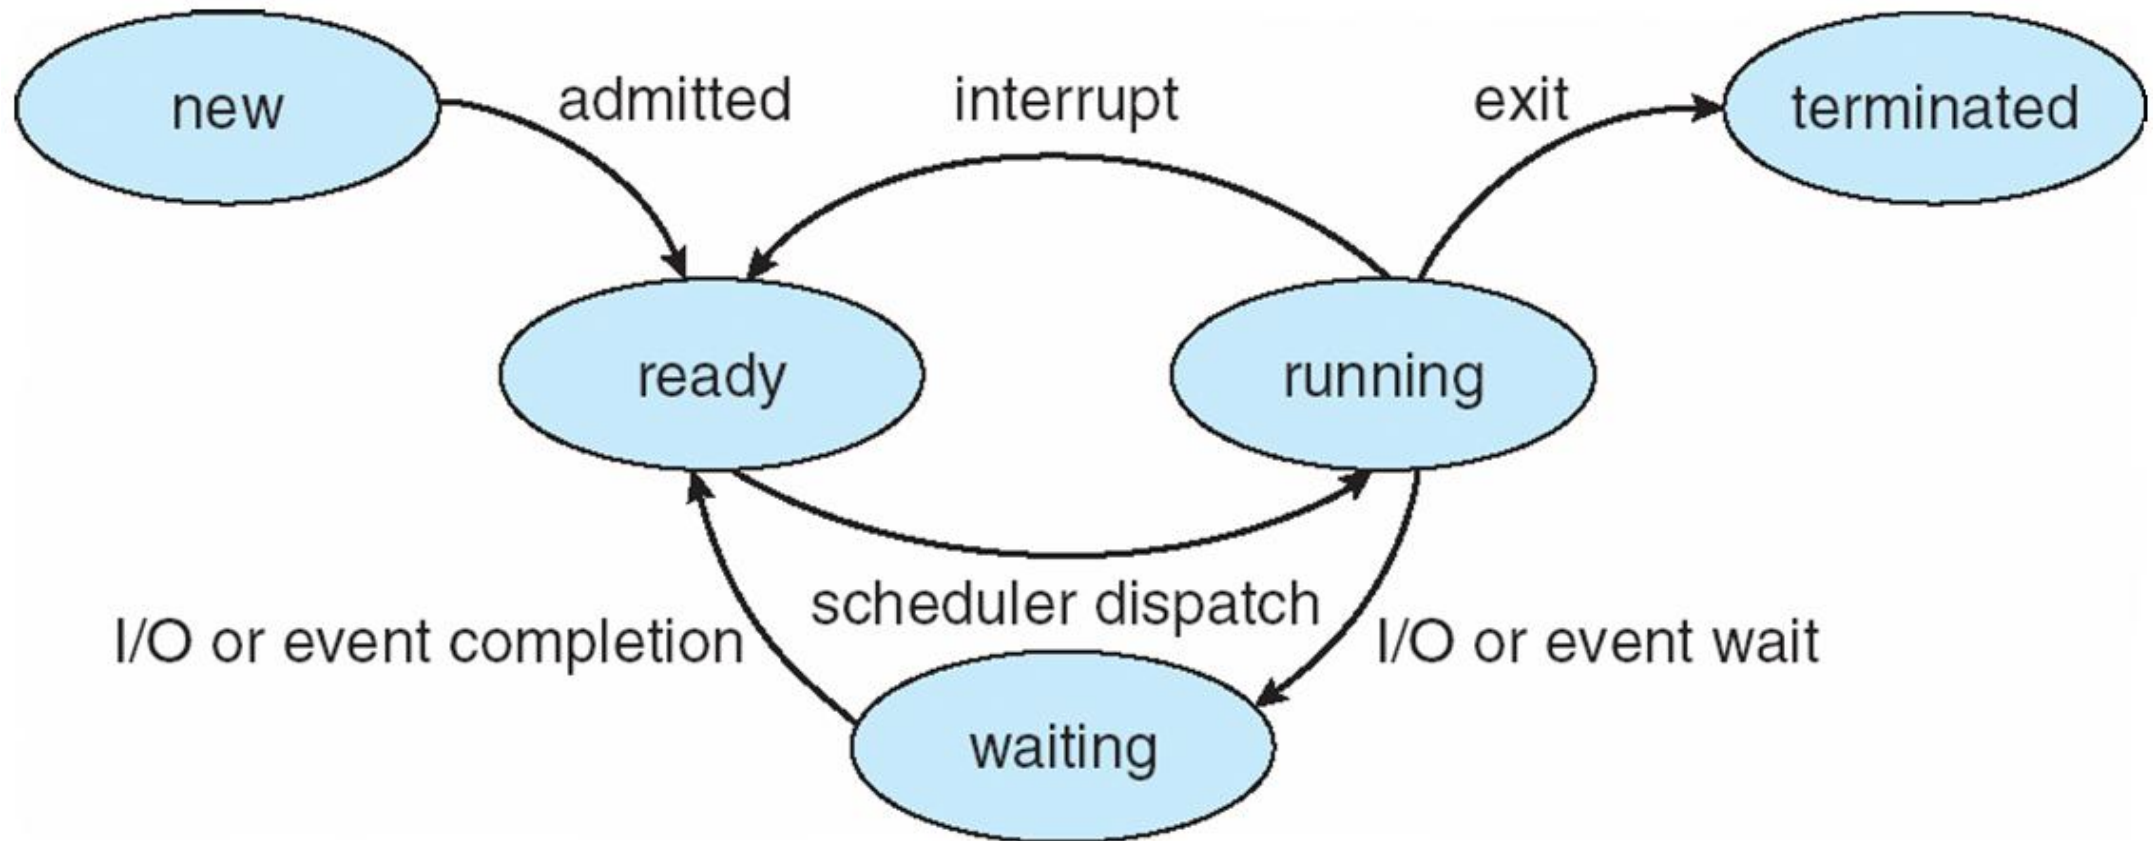 new
admitted
interrupt
exit
terminated
ready
running
scheduler dispatch
I/O or event completion
I/O or event wait
waiting